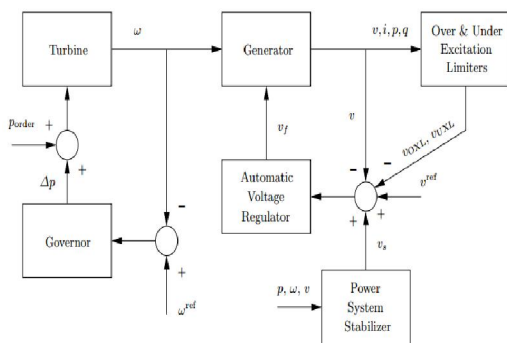 Turbine
ω
Generator
v, i, p, q
Over & Under
Excitation
Limiters
p_order
+
+
Δp
Governor
−
+
ω^ref
v_f
Automatic
Voltage
Regulator
v
−
−
v_OXL, v_UXL
v^ref
+
+
v_s
p, ω, v
Power
System
Stabilizer